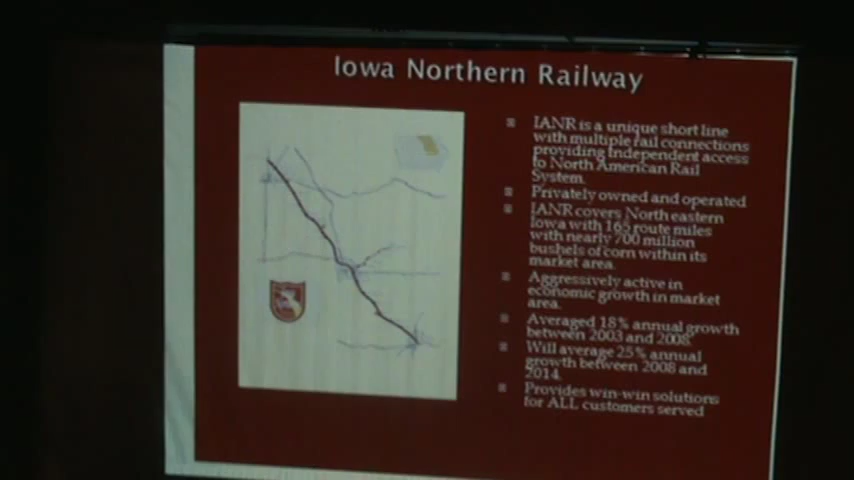 Iowa Northern Railway
IANR is a unique short line
with multiple rail connections
providing Independent access
to North American Rail
System.
Privately owned and operated
IANR covers North eastern
Iowa with 165 route miles
with nearly 700 million
bushels of corn within its
market area.
Aggressively active in
economic growth in market
area.
Averaged 18% annual growth
between 2003 and 2008.
Will average 25% annual
growth between 2008 and
2014.
Provides win-win solutions
for ALL customers served